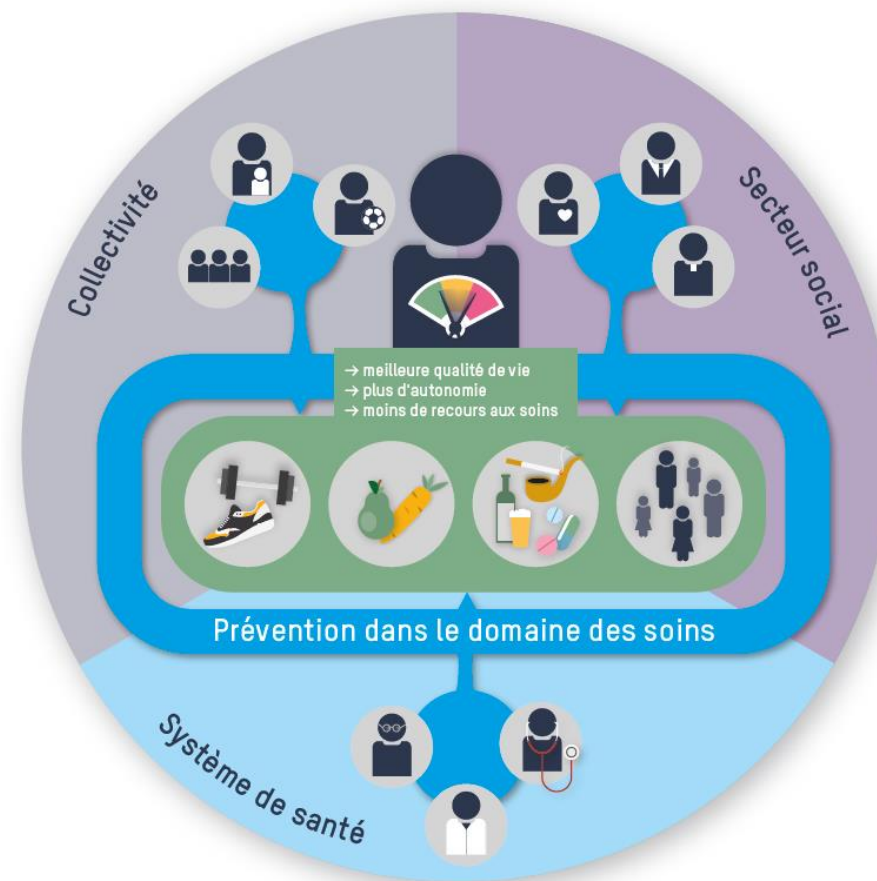 Collectivité
Secteur social
→ meilleure qualité de vie
→ plus d'autonomie
→ moins de recours aux soins
Prévention dans le domaine des soins
Système de santé